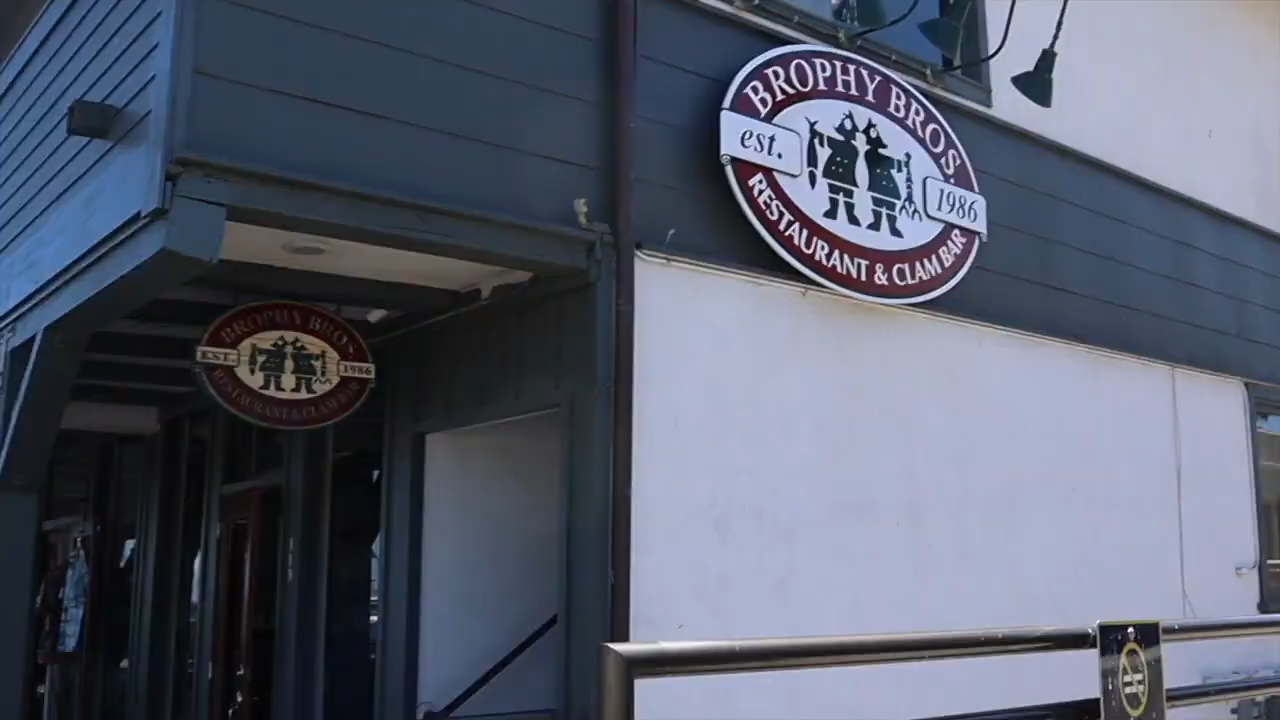 BROPHY BROS.
est.
1986
RESTAURANT & CLAM BAR
BROPHY BROS.
EST.
1986
RESTAURANT & CLAM BAR